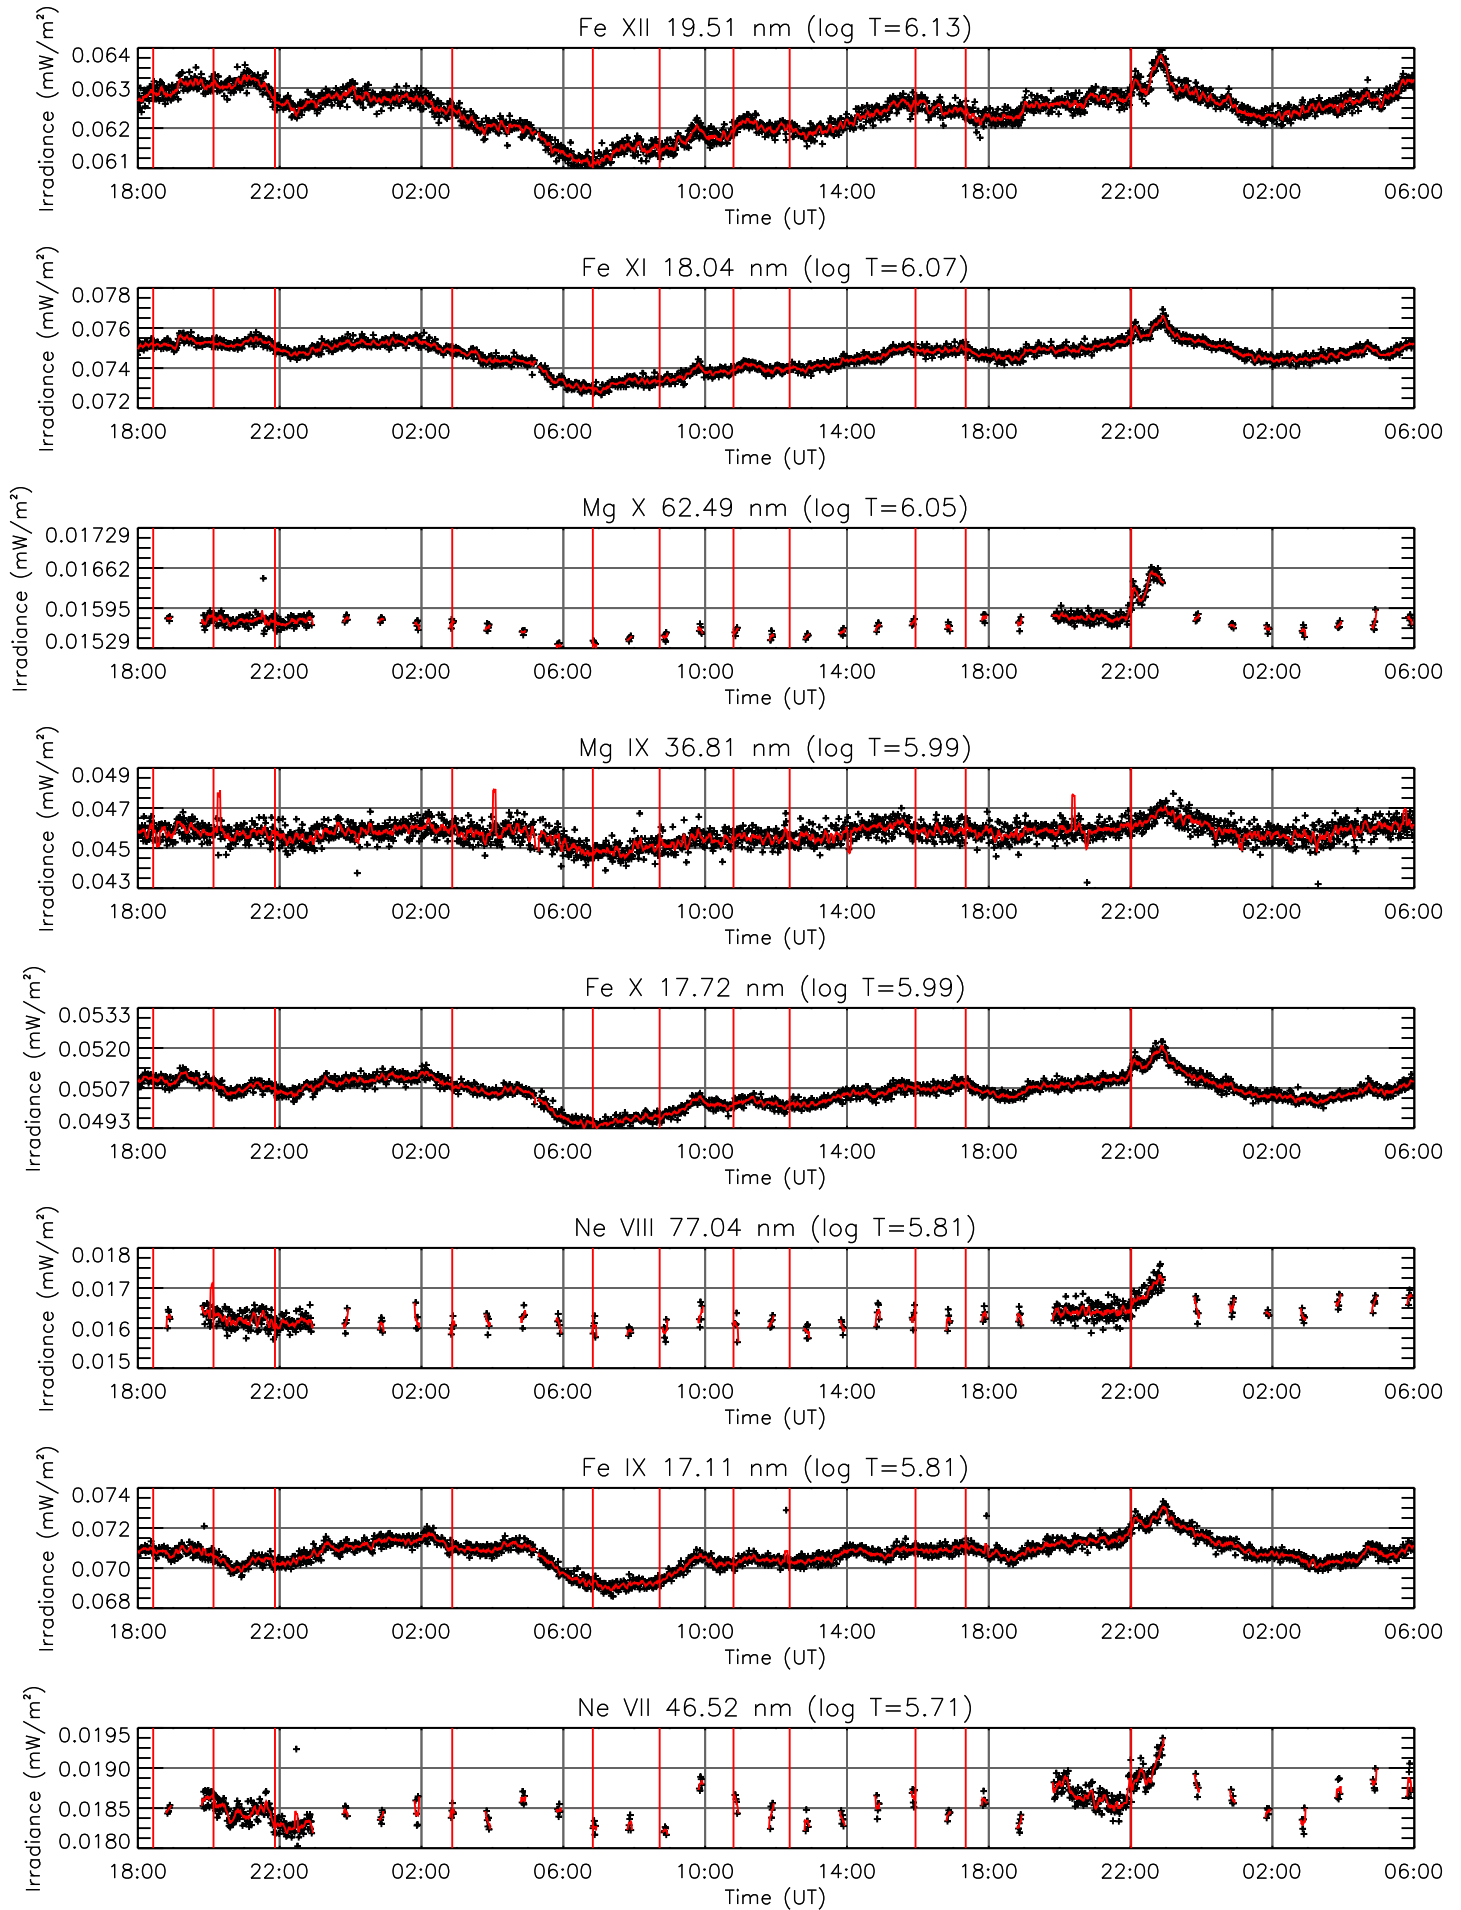 Fe XII 19.51 nm (log T=6.13)
Irradiance (mW/m²)
0.064
0.063
0.062
0.061
18:00 22:00 02:00 06:00 10:00 14:00 18:00 22:00 02:00 06:00
Time (UT)
Fe XI 18.04 nm (log T=6.07)
Irradiance (mW/m²)
0.078
0.076
0.074
0.072
18:00 22:00 02:00 06:00 10:00 14:00 18:00 22:00 02:00 06:00
Time (UT)
Mg X 62.49 nm (log T=6.05)
Irradiance (mW/m²)
0.01729
0.01662
0.01595
0.01529
18:00 22:00 02:00 06:00 10:00 14:00 18:00 22:00 02:00 06:00
Time (UT)
Mg IX 36.81 nm (log T=5.99)
Irradiance (mW/m²)
0.049
0.047
0.045
0.043
18:00 22:00 02:00 06:00 10:00 14:00 18:00 22:00 02:00 06:00
Time (UT)
Fe X 17.72 nm (log T=5.99)
Irradiance (mW/m²)
0.0533
0.0520
0.0507
0.0493
18:00 22:00 02:00 06:00 10:00 14:00 18:00 22:00 02:00 06:00
Time (UT)
Ne VIII 77.04 nm (log T=5.81)
Irradiance (mW/m²)
0.018
0.017
0.016
0.015
18:00 22:00 02:00 06:00 10:00 14:00 18:00 22:00 02:00 06:00
Time (UT)
Fe IX 17.11 nm (log T=5.81)
Irradiance (mW/m²)
0.074
0.072
0.070
0.068
18:00 22:00 02:00 06:00 10:00 14:00 18:00 22:00 02:00 06:00
Time (UT)
Ne VII 46.52 nm (log T=5.71)
Irradiance (mW/m²)
0.0195
0.0190
0.0185
0.0180
18:00 22:00 02:00 06:00 10:00 14:00 18:00 22:00 02:00 06:00
Time (UT)